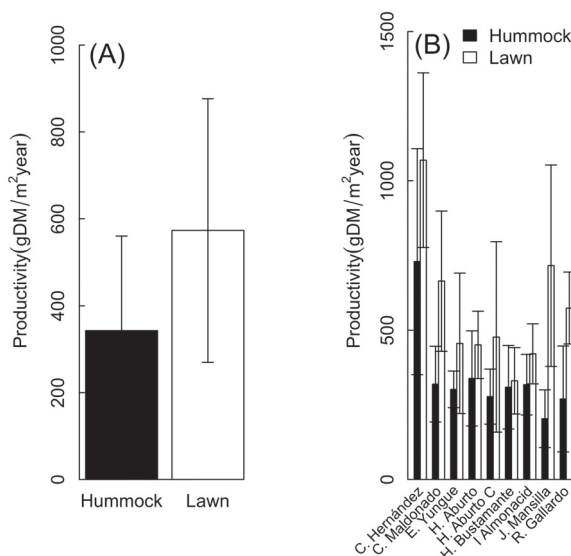 (A)
Productivity(gDM/m²year)
1000
800
600
400
200
0
Hummock
Lawn
(B)
Hummock
Lawn
Productivity(gDM/m²year)
1500
1000
500
0
C. Hernández
C. Maldonado
E. Yungue
H. Aburto
H. Aburto C
H. Bustamante
I Almonacid
J. Mansilla
R. Gallardo